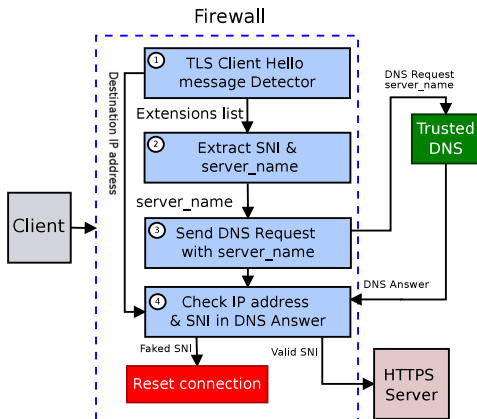 Firewall
1
TLS Client Hello
message Detector
DNS Request
server_name
Destination IP address
Extensions list
Trusted
DNS
2
Extract SNI &
server_name
server_name
Client
3
Send DNS Request
with server_name
DNS Answer
4
Check IP address
& SNI in DNS Answer
Faked SNI
Valid SNI
Reset connection
HTTPS
Server